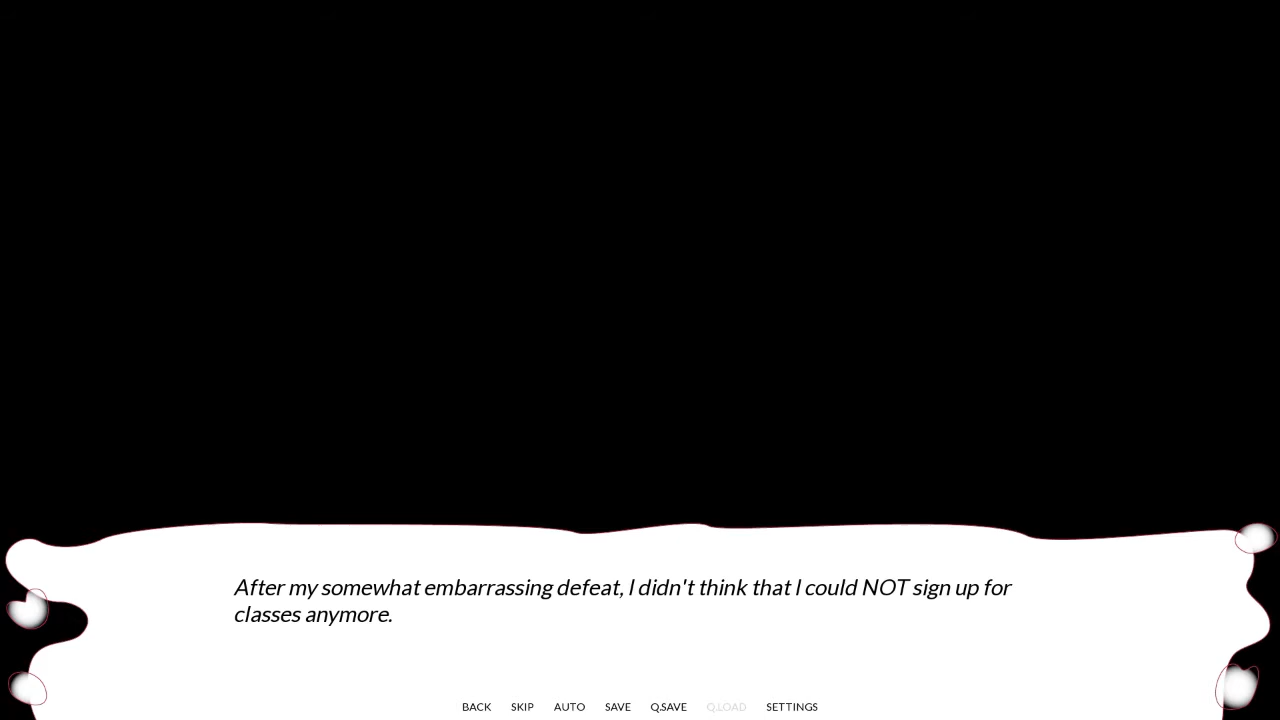 After my somewhat embarrassing defeat, I didn't think that I could NOT sign up for
classes anymore.
BACK SKIP AUTO SAVE Q.SAVE Q.LOAD SETTINGS